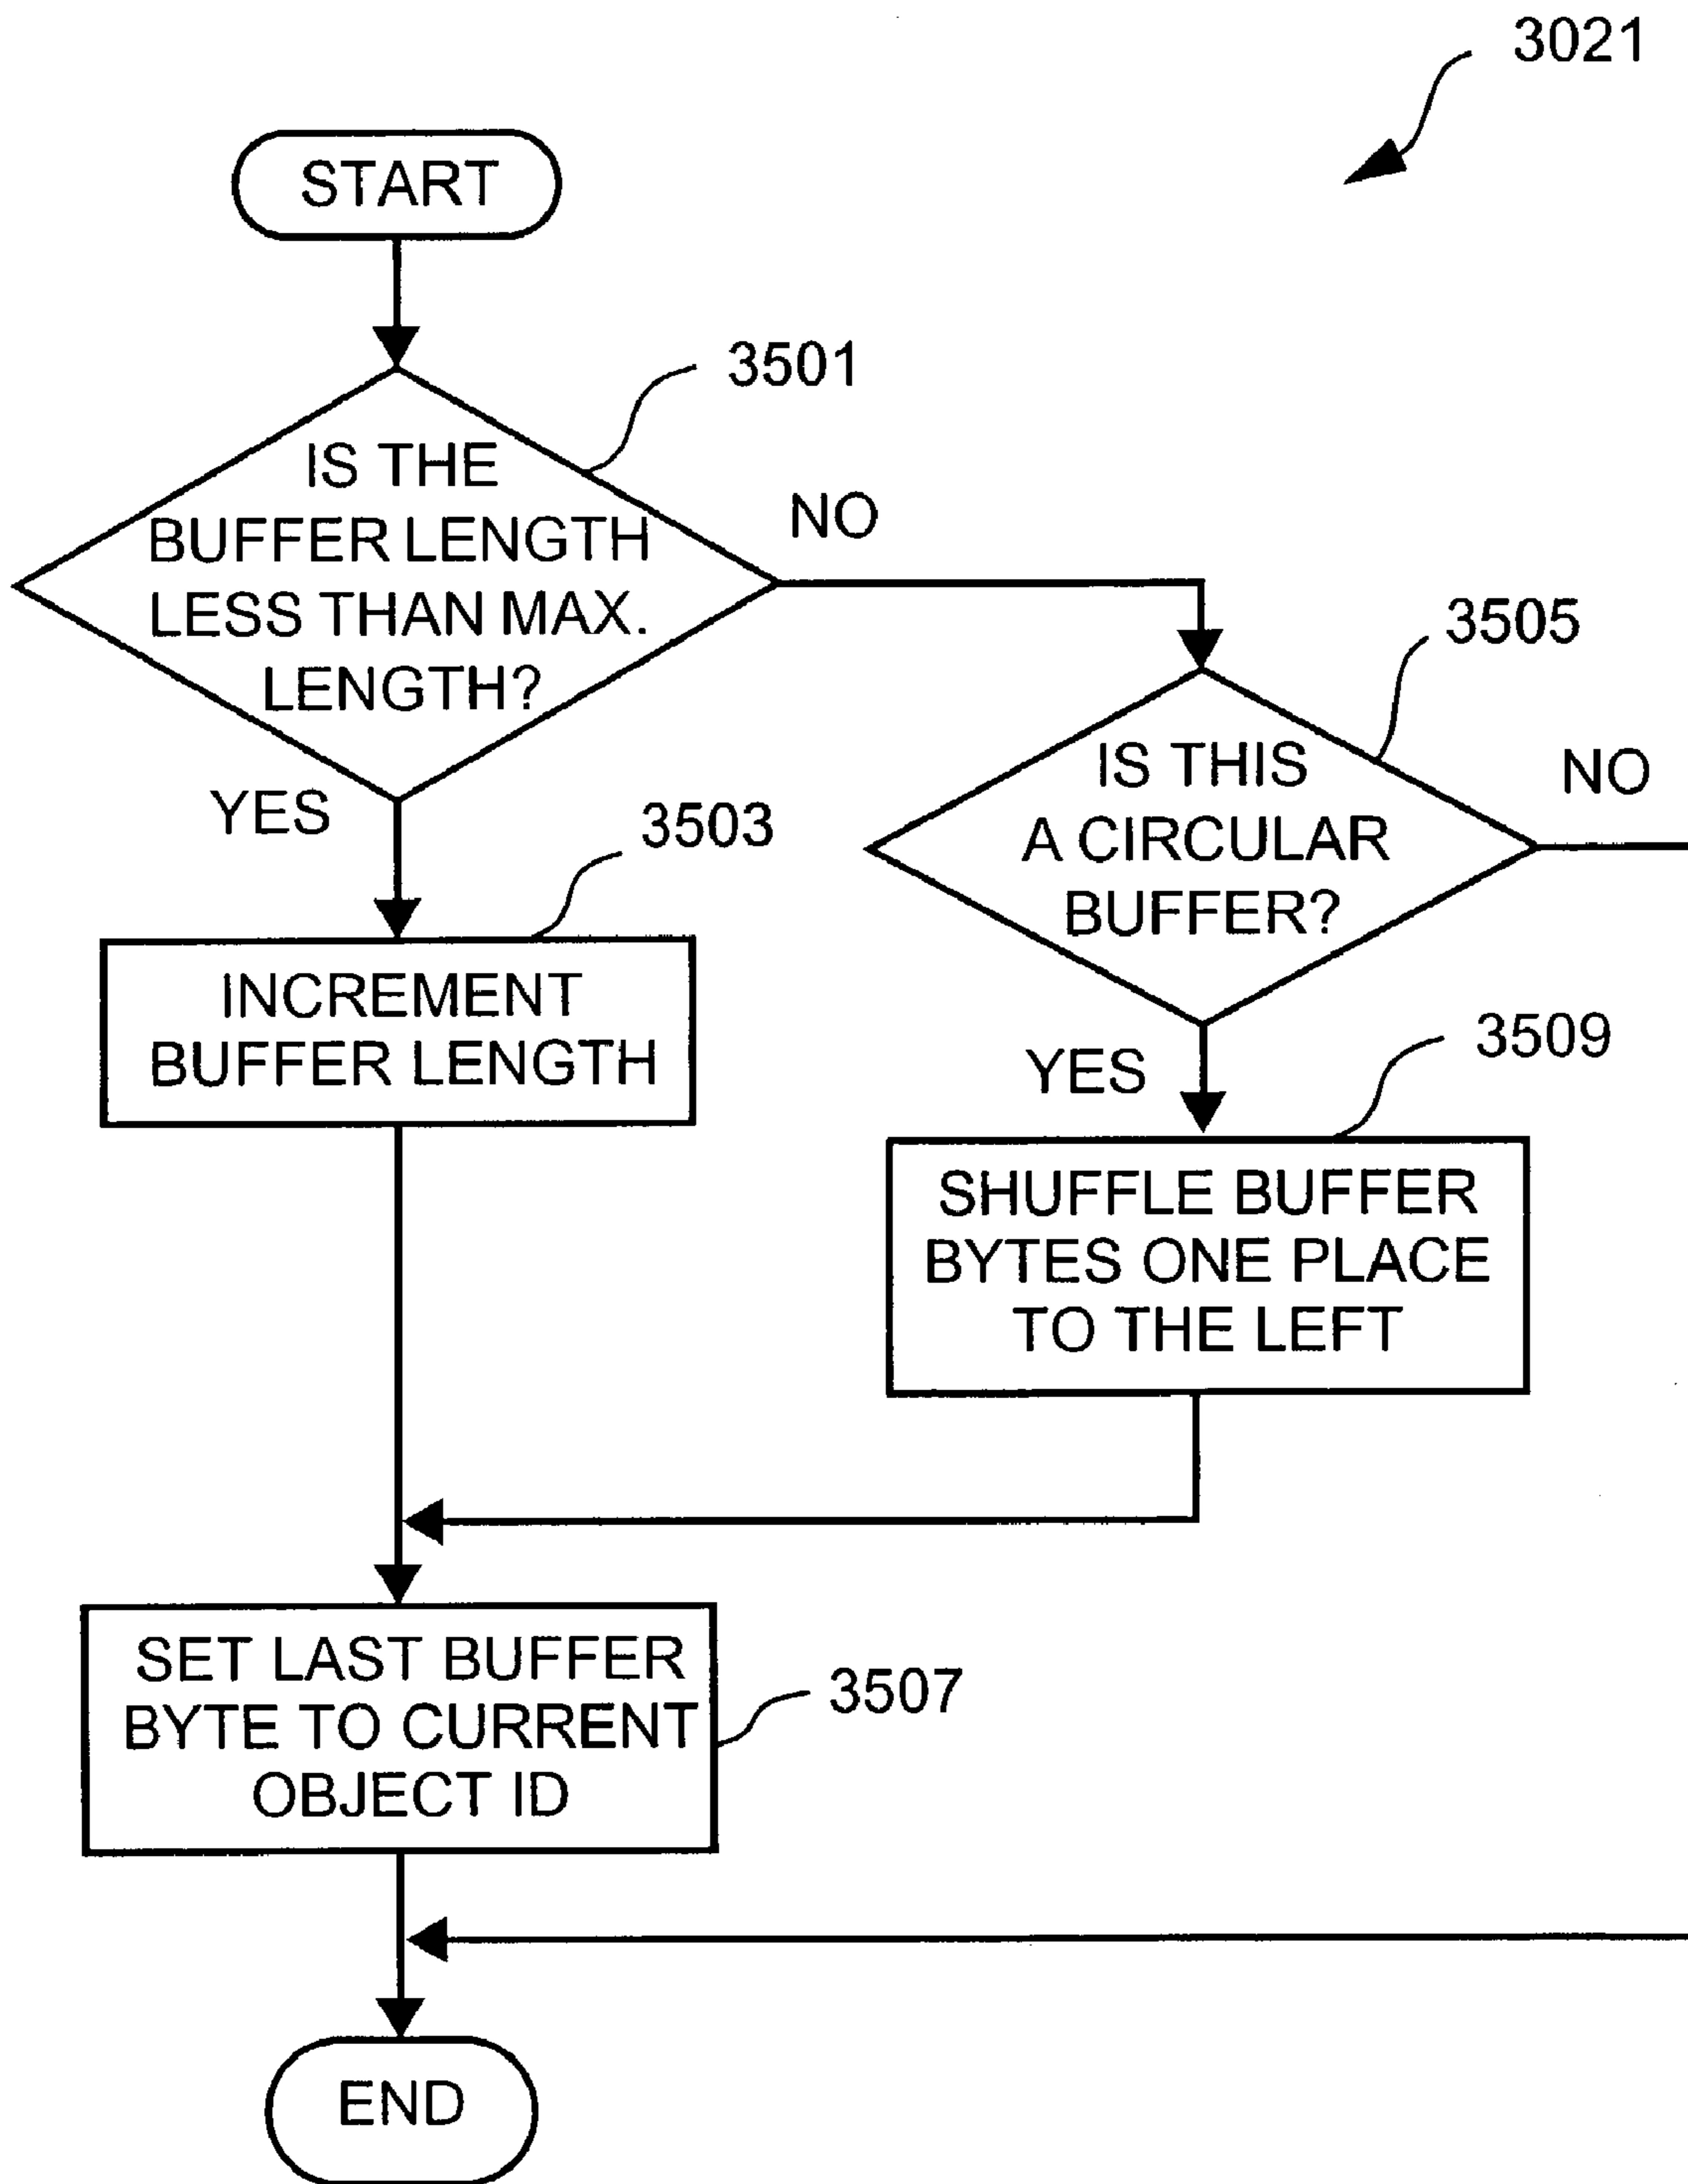 3021
START
3501
IS THE
BUFFER LENGTH
LESS THAN MAX.
LENGTH?
NO
YES
3505
IS THIS
A CIRCULAR
BUFFER?
NO
YES
3503
INCREMENT
BUFFER LENGTH
3509
SHUFFLE BUFFER
BYTES ONE PLACE
TO THE LEFT
SET LAST BUFFER
BYTE TO CURRENT
OBJECT ID
3507
END